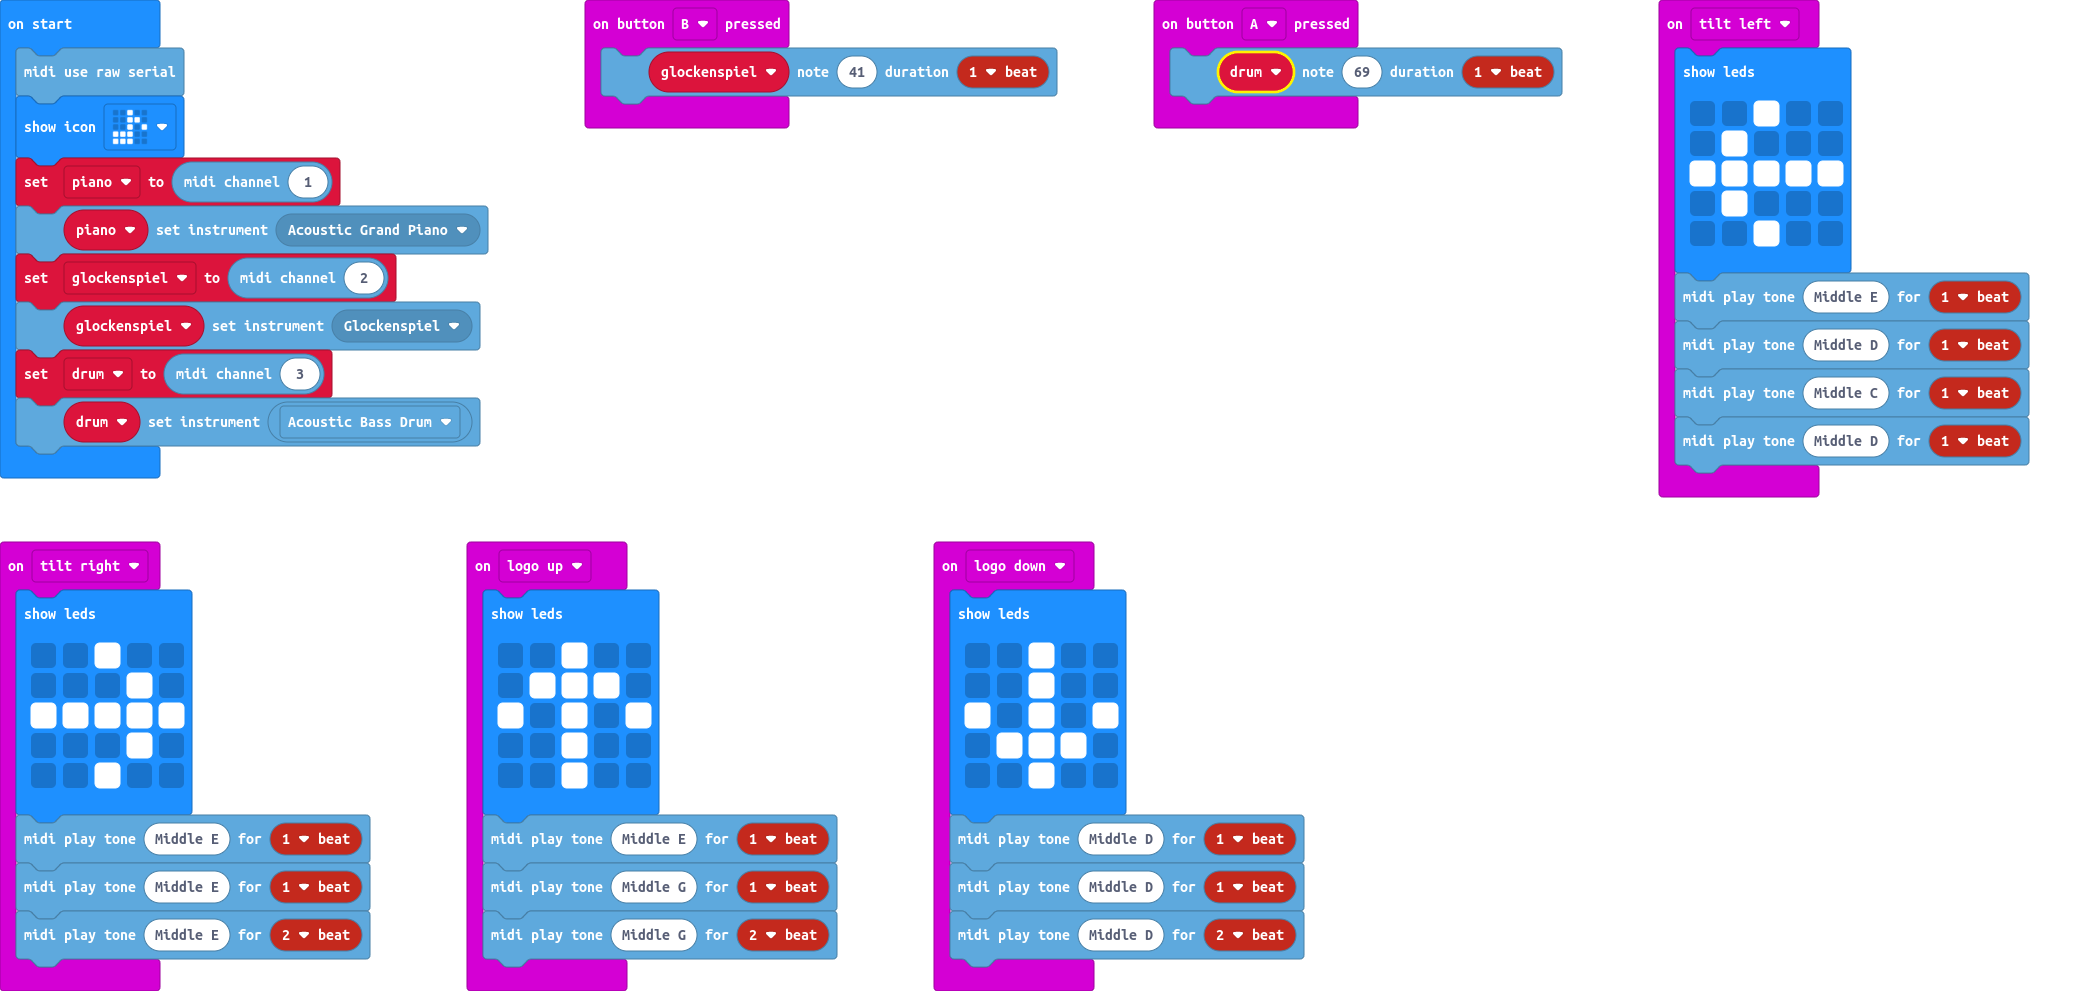 on start
midi use raw serial
show icon
set piano to midi channel 1
piano set instrument Acoustic Grand Piano
set glockenspiel to midi channel 2
glockenspiel set instrument Glockenspiel
set drum to midi channel 3
drum set instrument Acoustic Bass Drum
on button B pressed
glockenspiel note 41 duration 1 beat
on button A pressed
drum note 69 duration 1 beat
on tilt left
show leds
midi play tone Middle E for 1 beat
midi play tone Middle D for 1 beat
midi play tone Middle C for 1 beat
midi play tone Middle D for 1 beat
on tilt right
show leds
midi play tone Middle E for 1 beat
midi play tone Middle E for 1 beat
midi play tone Middle E for 2 beat
on logo up
show leds
midi play tone Middle E for 1 beat
midi play tone Middle G for 1 beat
midi play tone Middle G for 2 beat
on logo down
show leds
midi play tone Middle D for 1 beat
midi play tone Middle D for 1 beat
midi play tone Middle D for 2 beat